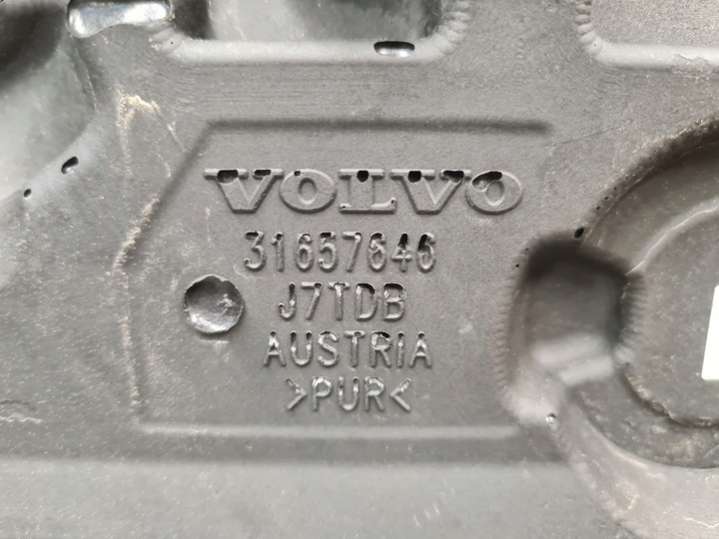 VOLVO
31657646
J7TDB
AUSTRIA
>PUR<